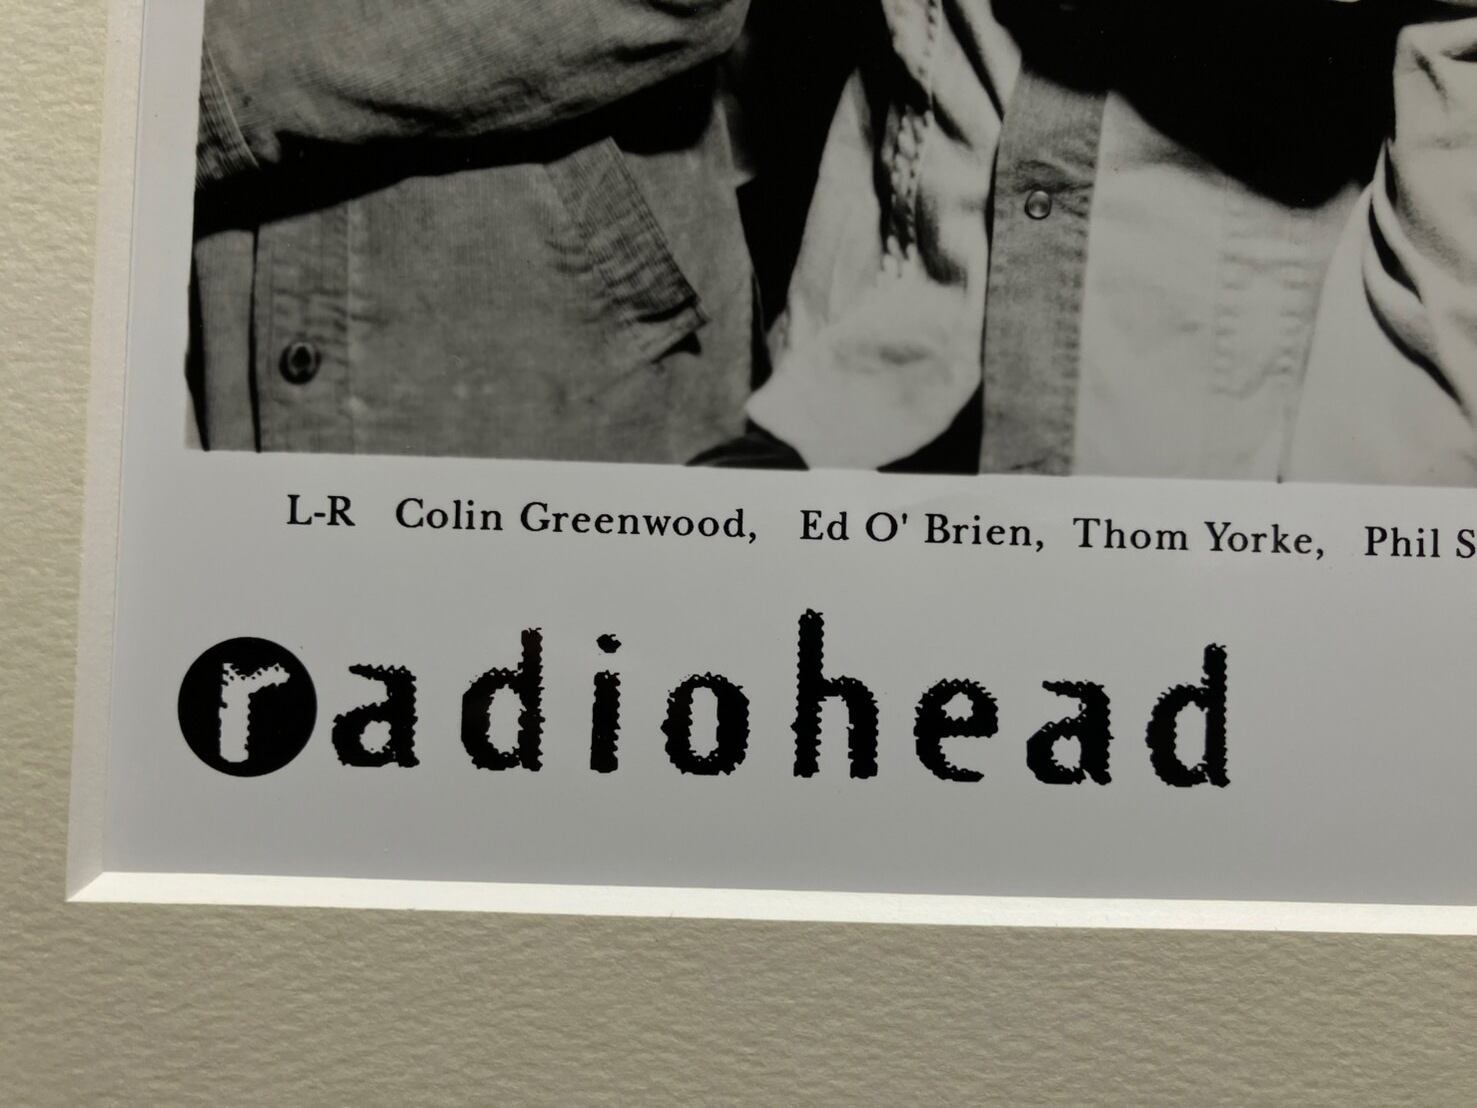 L-R Colin Greenwood, Ed O' Brien, Thom Yorke, Phil S
radiohead